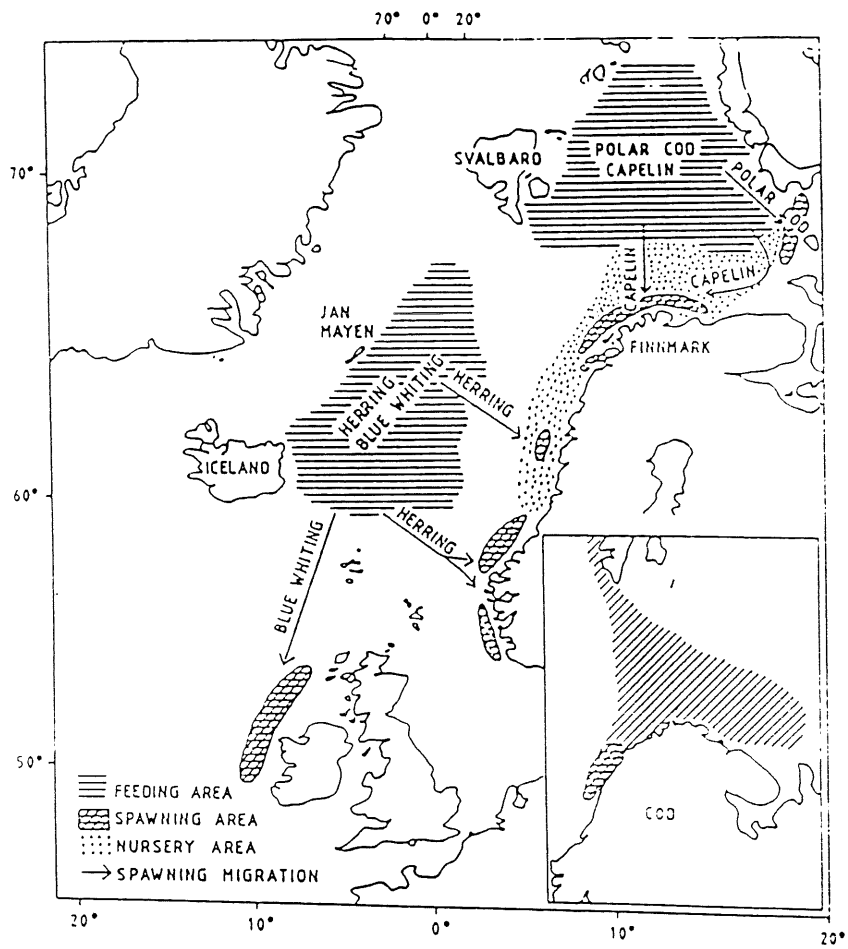 70° 0° 20°
SVALBARD
POLAR COD
CAPELIN
POLAR
COD
70°
CAPELIN
CAPELIN
JAN
MAYEN
FINNMARK
HERRING
BLUE WHITING
HERRING
ICELAND
60°
HERRING
BLUE WHITING
50°
FEEDING AREA
SPAWNING AREA
NURSERY AREA
SPAWNING MIGRATION
COD
20° 10° 0° 10° 20°